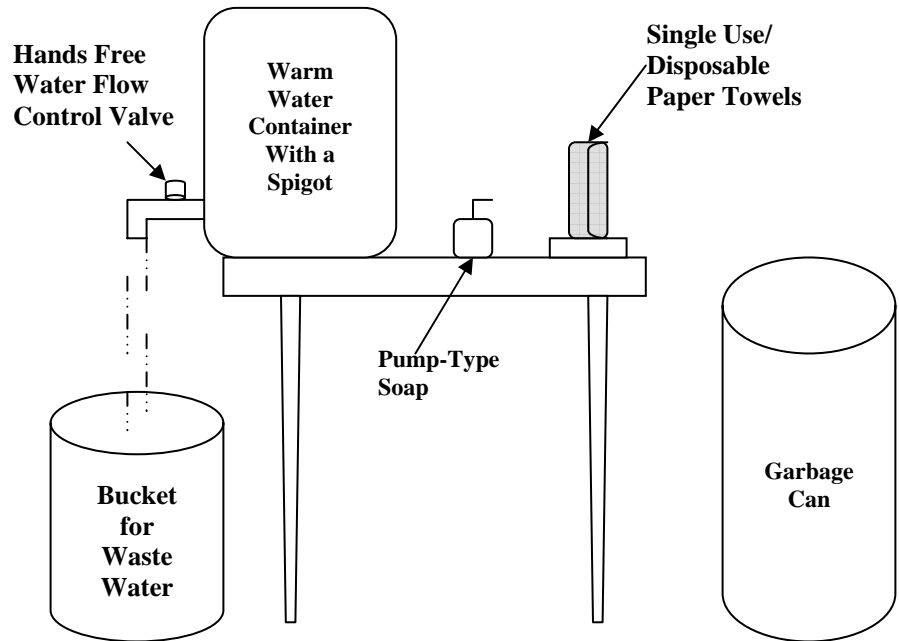 Hands Free
Water Flow
Control Valve
Warm
Water
Container
With a
Spigot
Single Use/
Disposable
Paper Towels
Pump-Type
Soap
Bucket
for
Waste
Water
Garbage
Can